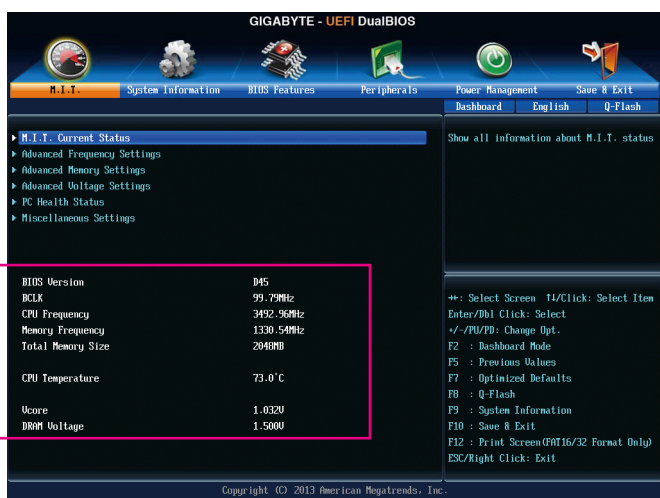 GIGABYTE - UEFI DualBIOS
M.I.T. System Information BIOS Features Peripherals Power Management Save & Exit
Dashboard English Q-Flash
M.I.T. Current Status
Advanced Frequency Settings
Advanced Memory Settings
Advanced Voltage Settings
PC Health Status
Miscellaneous Settings
Show all information about M.I.T. status
BIOS Version D45
BCLK 99.79MHz
CPU Frequency 3492.96MHz
Memory Frequency 1330.54MHz
Total Memory Size 2048MB
CPU Temperature 73.0°C
Vcore 1.032V
DRAM Voltage 1.500V
→←: Select Screen ↑↓/Click: Select Item
Enter/Dbl Click: Select
+/-/PU/PD: Change Opt.
F2 : Dashboard Mode
F5 : Previous Values
F7 : Optimized Defaults
F8 : Q-Flash
F9 : System Information
F10 : Save & Exit
F12 : Print Screen(FAT16/32 Format Only)
ESC/Right Click: Exit
Copyright (C) 2013 American Megatrends, Inc.